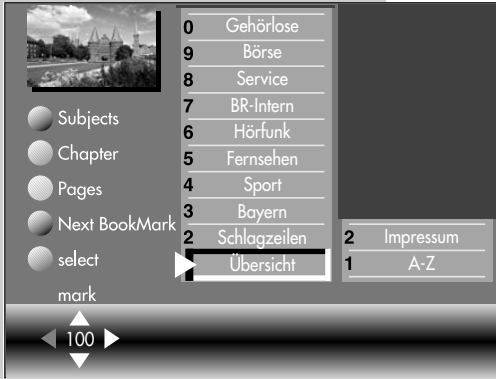 0 Gehörlose
9 Börse
8 Service
7 BR-Intern
6 Hörfunk
5 Fernsehen
4 Sport
3 Bayern
2 Schlagzeilen
Übersicht
2 Impressum
1 A-Z
Subjects
Chapter
Pages
Next BookMark
select
mark
100